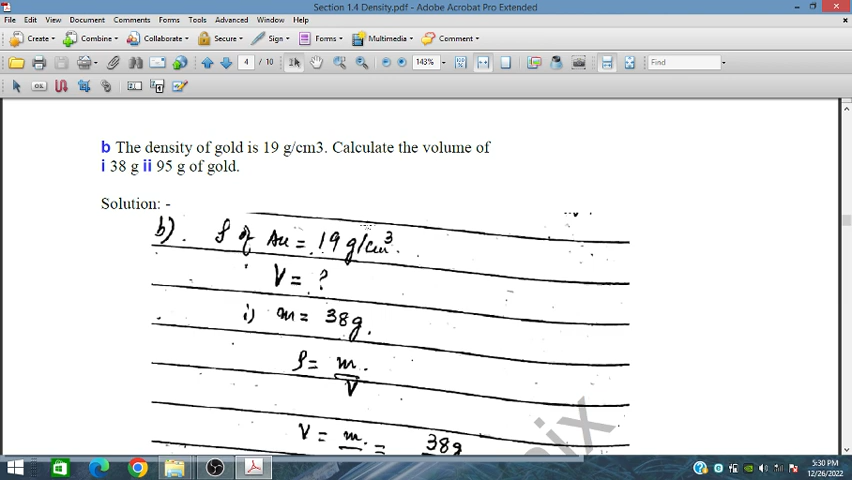 Section 1.4 Density.pdf - Adobe Acrobat Pro Extended
File Edit View Document Comments Forms Tools Advanced Window Help
Create Combine Collaborate Secure Sign Forms Multimedia Comment
4 / 10 143% Find
b The density of gold is 19 g/cm3. Calculate the volume of
i 38 g ii 95 g of gold.
Solution: -
b). ρ of Au = 19 g/cm³.
V = ?
i) m = 38g.
ρ = m/V
V = m = 38g
nix
5:30 PM
12/26/2022